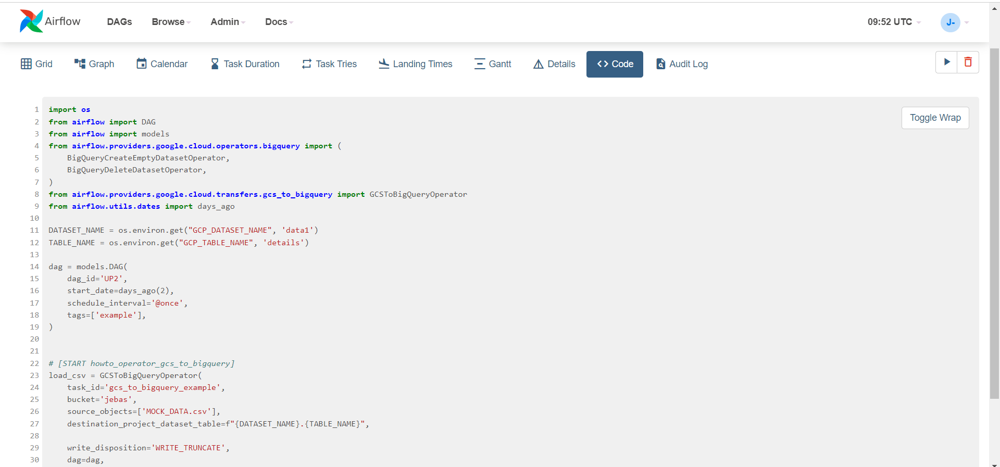 Airflow DAGs Browse Admin Docs 09:52 UTC J-
Grid Graph Calendar Task Duration Task Tries Landing Times Gantt Details <> Code Audit Log
Toggle Wrap
1 import os
2 from airflow import DAG
3 from airflow import models
4 from airflow.providers.google.cloud.operators.bigquery import (
5     BigQueryCreateEmptyDatasetOperator,
6     BigQueryDeleteDatasetOperator,
7 )
8 from airflow.providers.google.cloud.transfers.gcs_to_bigquery import GCSToBigQueryOperator
9 from airflow.utils.dates import days_ago
10
11 DATASET_NAME = os.environ.get("GCP_DATASET_NAME", 'data1')
12 TABLE_NAME = os.environ.get("GCP_TABLE_NAME", 'details')
13
14 dag = models.DAG(
15     dag_id='UP2',
16     start_date=days_ago(2),
17     schedule_interval='@once',
18     tags=['example'],
19 )
20
21
22 # [START howto_operator_gcs_to_bigquery]
23 load_csv = GCSToBigQueryOperator(
24     task_id='gcs_to_bigquery_example',
25     bucket='jebas',
26     source_objects=['MOCK_DATA.csv'],
27     destination_project_dataset_table=f"{DATASET_NAME}.{TABLE_NAME}",
28
29     write_disposition='WRITE_TRUNCATE',
30     dag=dag,